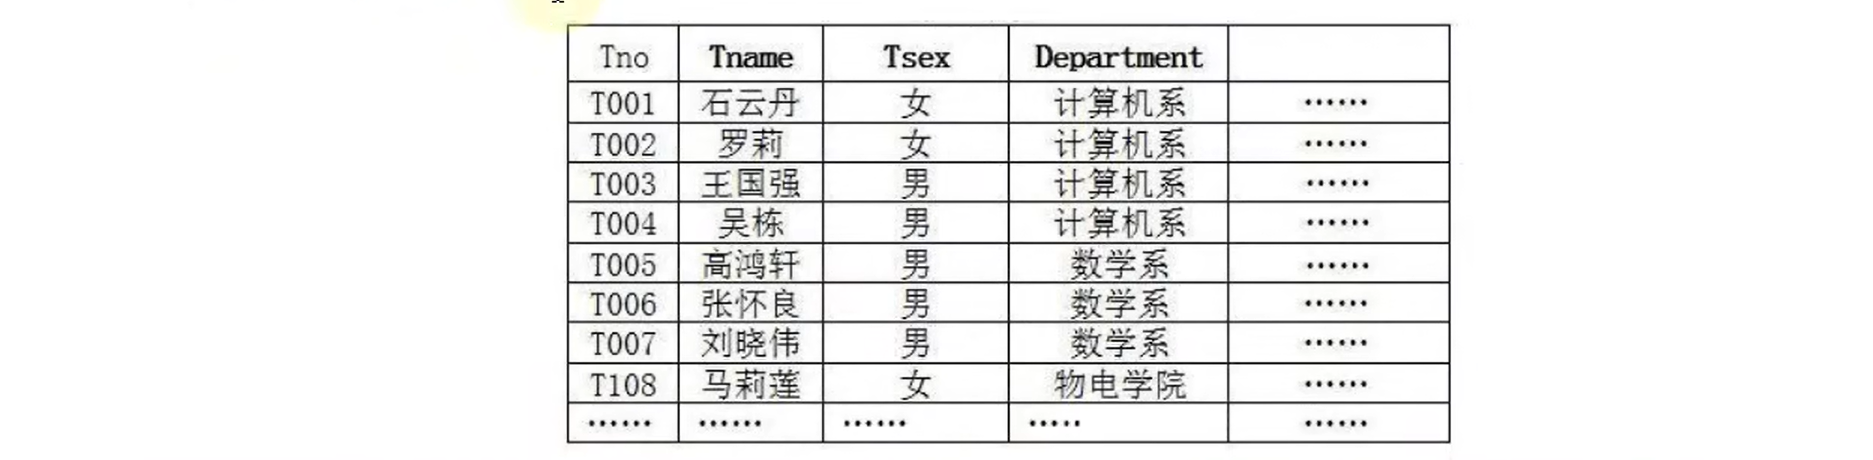 Tno Tname Tsex Department
T001 石云丹 女 计算机系 ……
T002 罗莉 女 计算机系 ……
T003 王国强 男 计算机系 ……
T004 吴栋 男 计算机系 ……
T005 高鸿轩 男 数学系 ……
T006 张怀良 男 数学系 ……
T007 刘晓伟 男 数学系 ……
T108 马莉莲 女 物电学院 ……
…… …… …… ….. ……